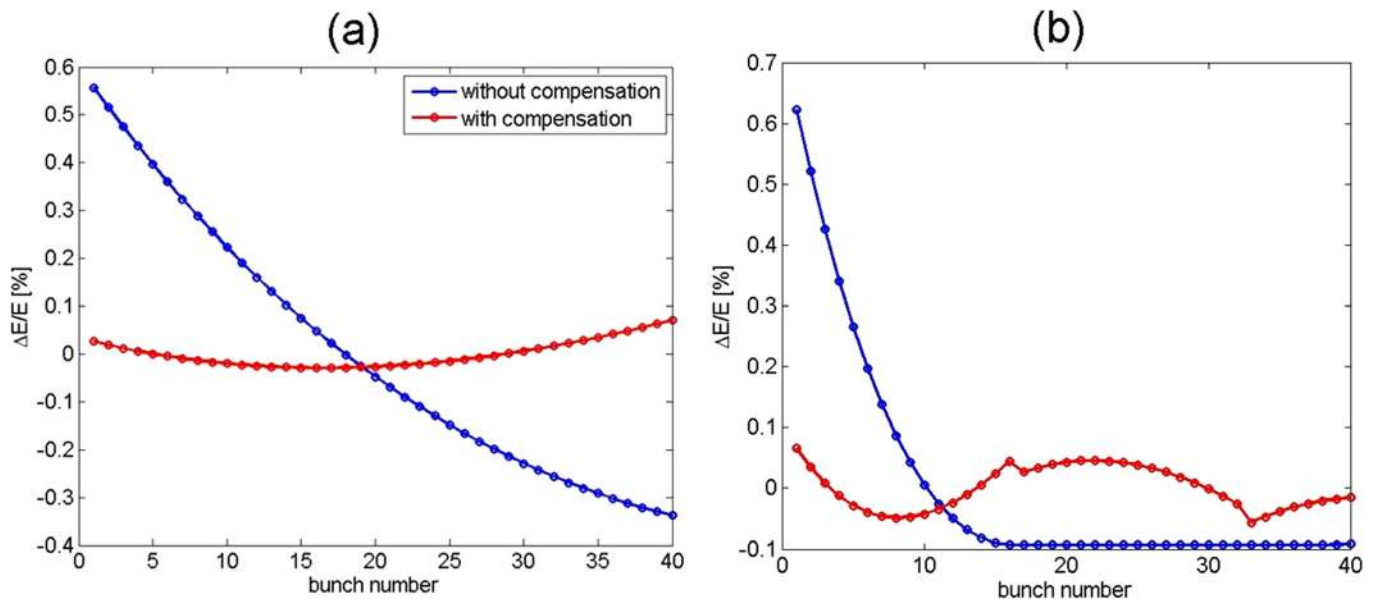 (a)
0.6
0.5
0.4
0.3
0.2
0.1
0
-0.1
-0.2
-0.3
-0.4
ΔE/E [%]
without compensation
with compensation
0 5 10 15 20 25 30 35 40
bunch number
(b)
0.7
0.6
0.5
0.4
0.3
0.2
0.1
0
-0.1
ΔE/E [%]
0 10 20 30 40
bunch number